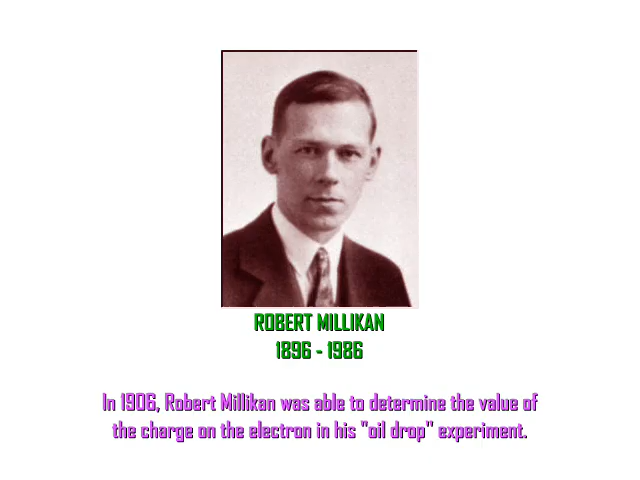 ROBERT MILLIKAN
1896 - 1986
In 1906, Robert Millikan was able to determine the value of
the charge on the electron in his "oil drop" experiment.